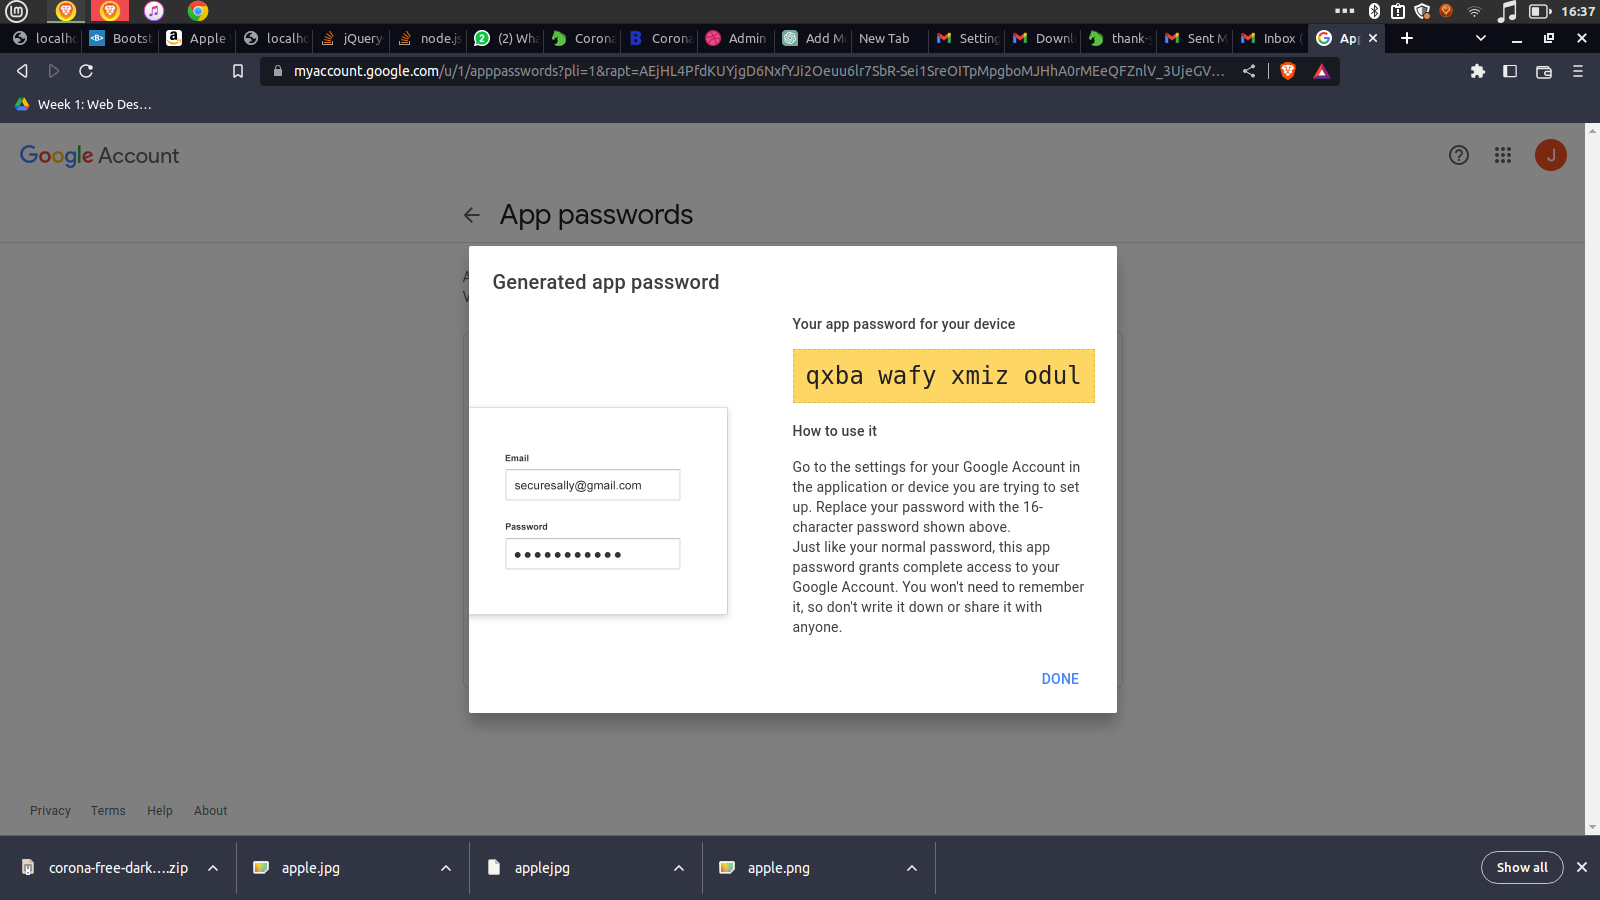 16:37
localho
Bootst
Apple
localho
jQuery
node.js
(2) Wha
Corona
Corona
Admin
Add Mo
New Tab
Setting
Downl
thank-y
Sent M
Inbox (
App
myaccount.google.com/u/1/apppasswords?pli=1&rapt=AEjHL4PfdKUYjgD6NxfYJi2Oeuu6lr7SbR-Sei1SreOITpMpgboMJHhA0rMEeQFZnlV_3UjeGV...
Week 1: Web Des...
Google Account
J
App passwords
Generated app password
Your app password for your device
qxba wafy xmiz odul
Email
securesally@gmail.com
Password
How to use it
Go to the settings for your Google Account in
the application or device you are trying to set
up. Replace your password with the 16-
character password shown above.
Just like your normal password, this app
password grants complete access to your
Google Account. You won't need to remember
it, so don't write it down or share it with
anyone.
DONE
Privacy Terms Help About
corona-free-dark....zip
apple.jpg
applejpg
apple.png
Show all